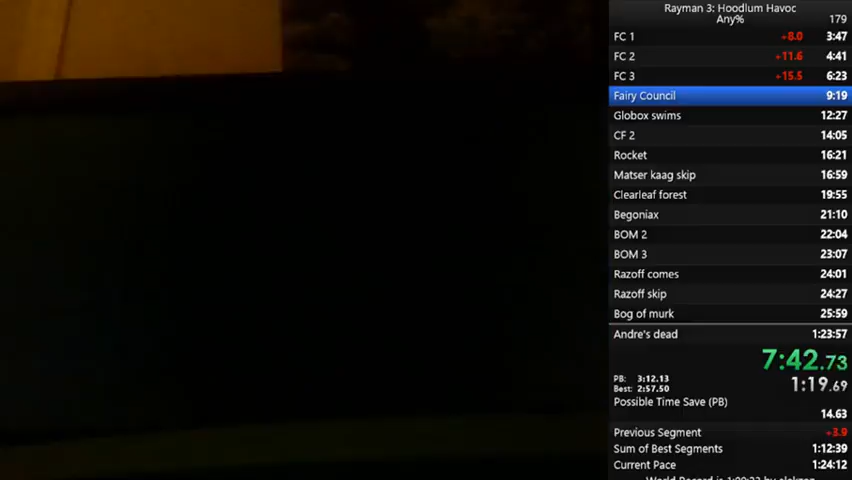 Rayman 3: Hoodlum Havoc
Any% 179
FC 1 +8.0 3:47
FC 2 +11.6 4:41
FC 3 +15.5 6:23
Fairy Council 9:19
Globox swims 12:27
CF 2 14:05
Rocket 16:21
Matser kaag skip 16:59
Clearleaf forest 19:55
Begoniax 21:10
BOM 2 22:04
BOM 3 23:07
Razoff comes 24:01
Razoff skip 24:27
Bog of murk 25:59
Andre's dead 1:23:57
7:42.73
PB: 3:12.13
Best: 2:57.50
1:19.69
Possible Time Save (PB)
14.63
Previous Segment +3.9
Sum of Best Segments 1:12:39
Current Pace 1:24:12
World Record is